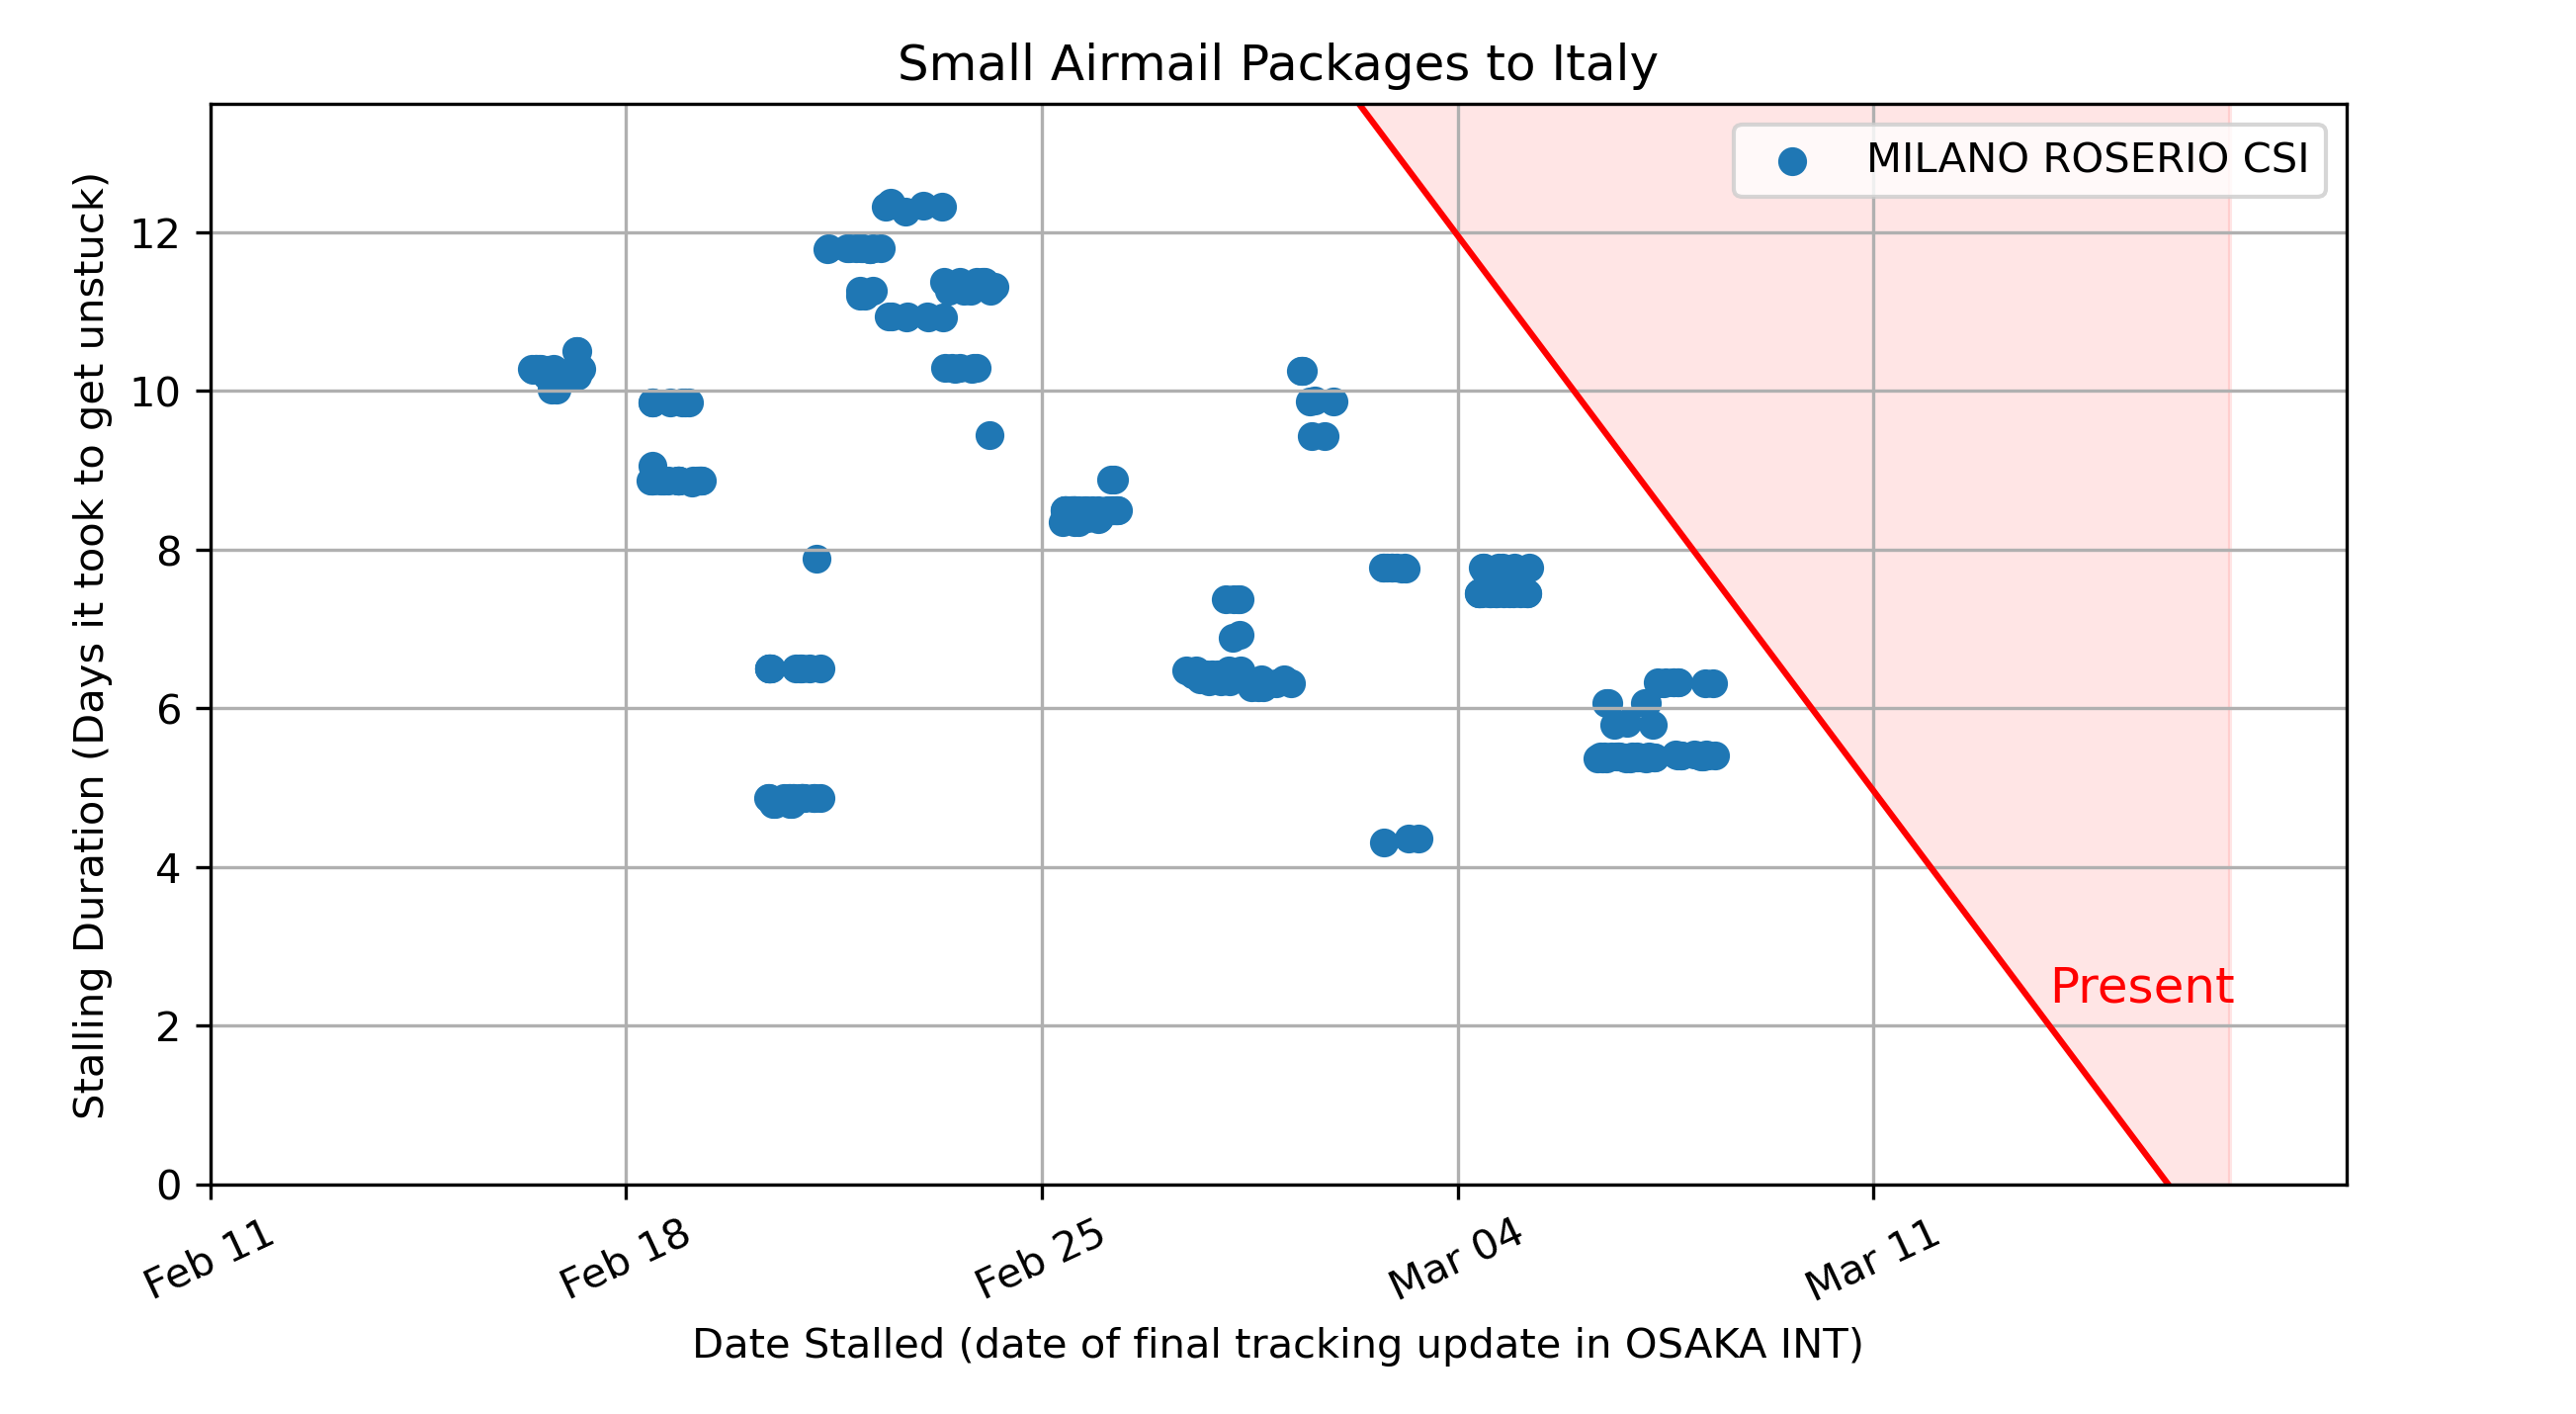 Small Airmail Packages to Italy
MILANO ROSERIO CSI
Stalling Duration (Days it took to get unstuck)
12
10
8
6
4
2
0
Present
Feb 11
Feb 18
Feb 25
Mar 04
Mar 11
Date Stalled (date of final tracking update in OSAKA INT)